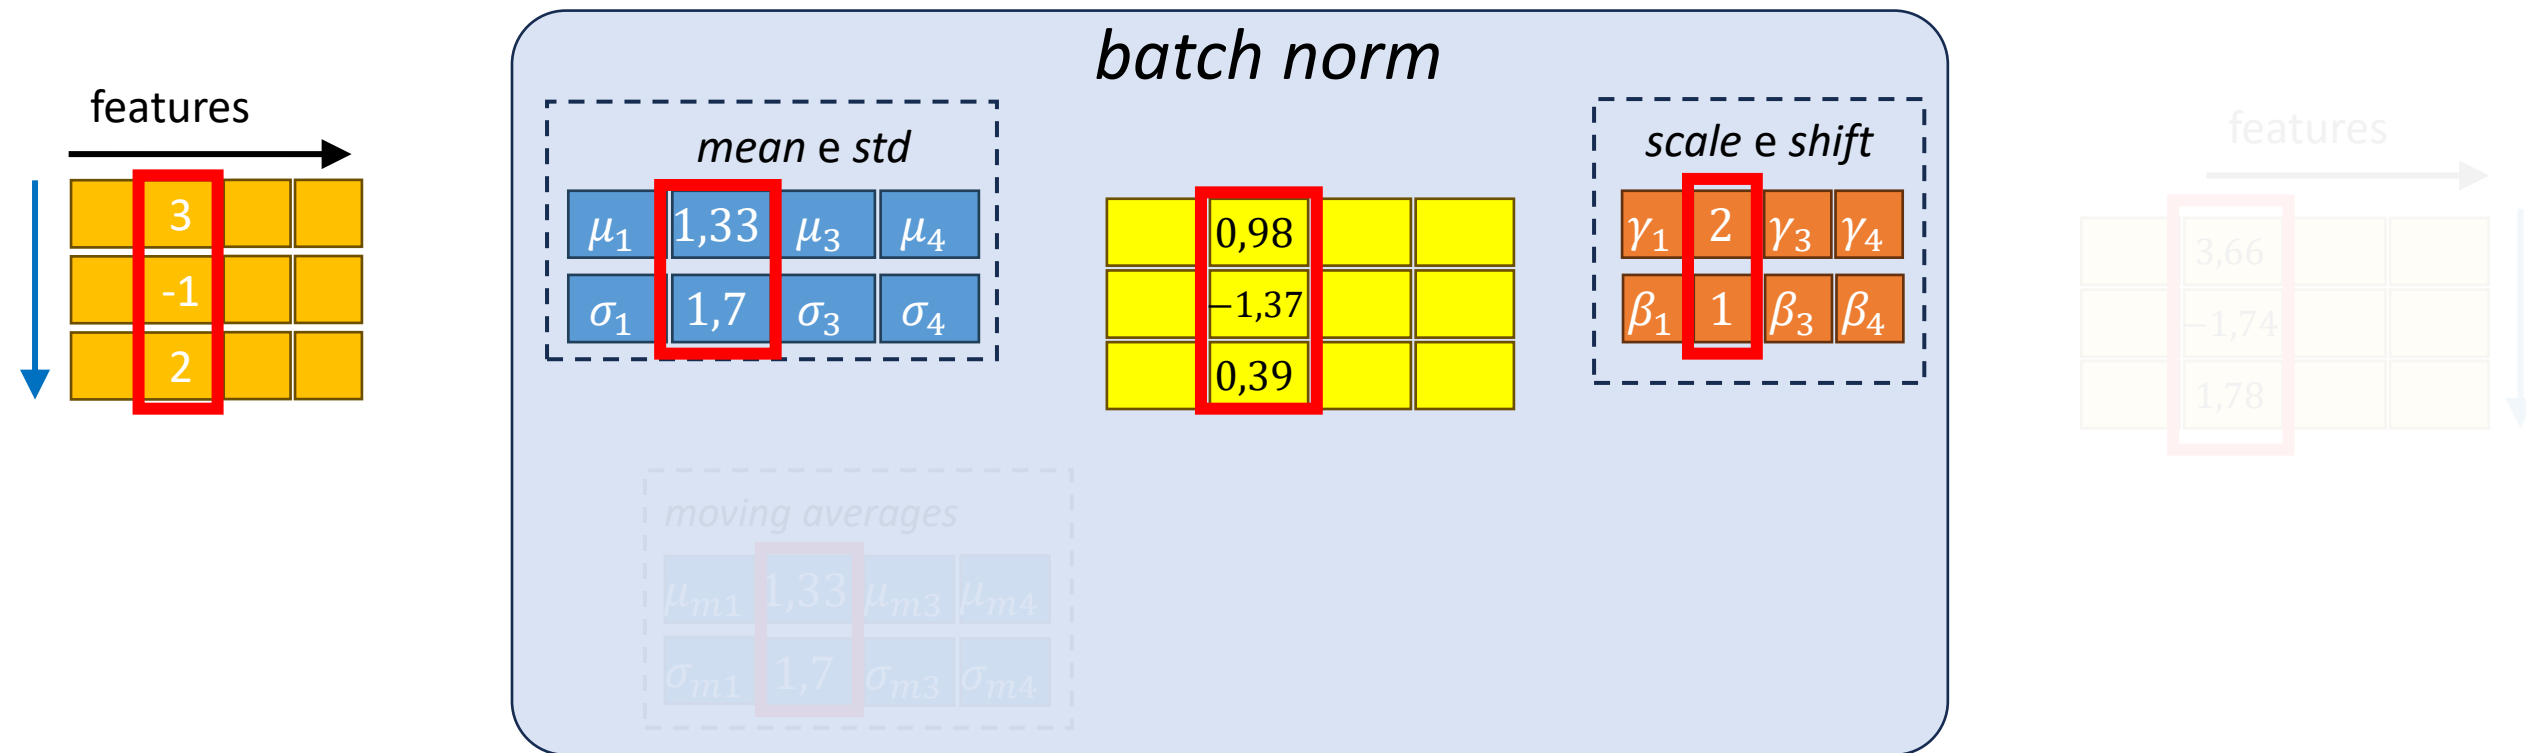 batch norm
features
3
-1
2
mean e std
μ1 1,33 μ3 μ4
σ1 1,7 σ3 σ4
0,98
−1,37
0,39
scale e shift
γ1 2 γ3 γ4
β1 1 β3 β4
features
3,66
−1,74
1,78
moving averages
μm1 1,33 μm3 μm4
σm1 1,7 σm3 σm4